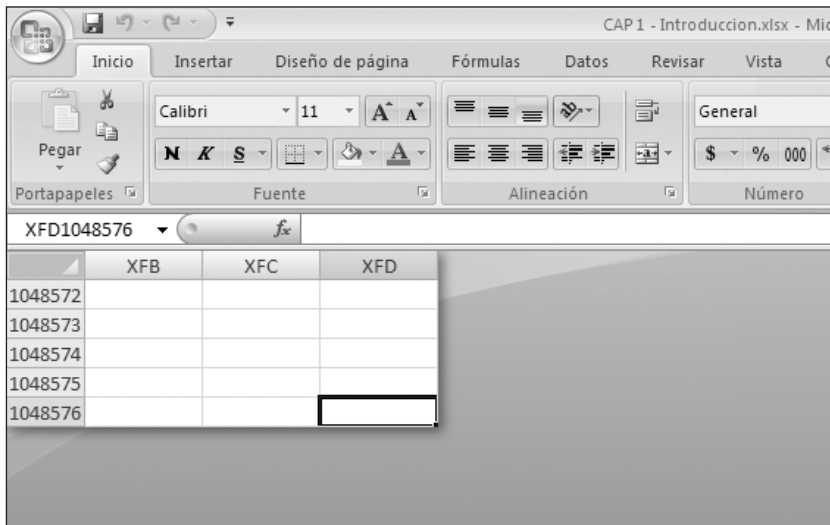 CAP 1 - Introduccion.xlsx - Mic
Inicio Insertar Diseño de página Fórmulas Datos Revisar Vista
Calibri 11 A A General
Pegar N K S A a $ % 000
Portapapeles Fuente Alineación Número
XFD1048576 fx
XFB XFC XFD
1048572
1048573
1048574
1048575
1048576